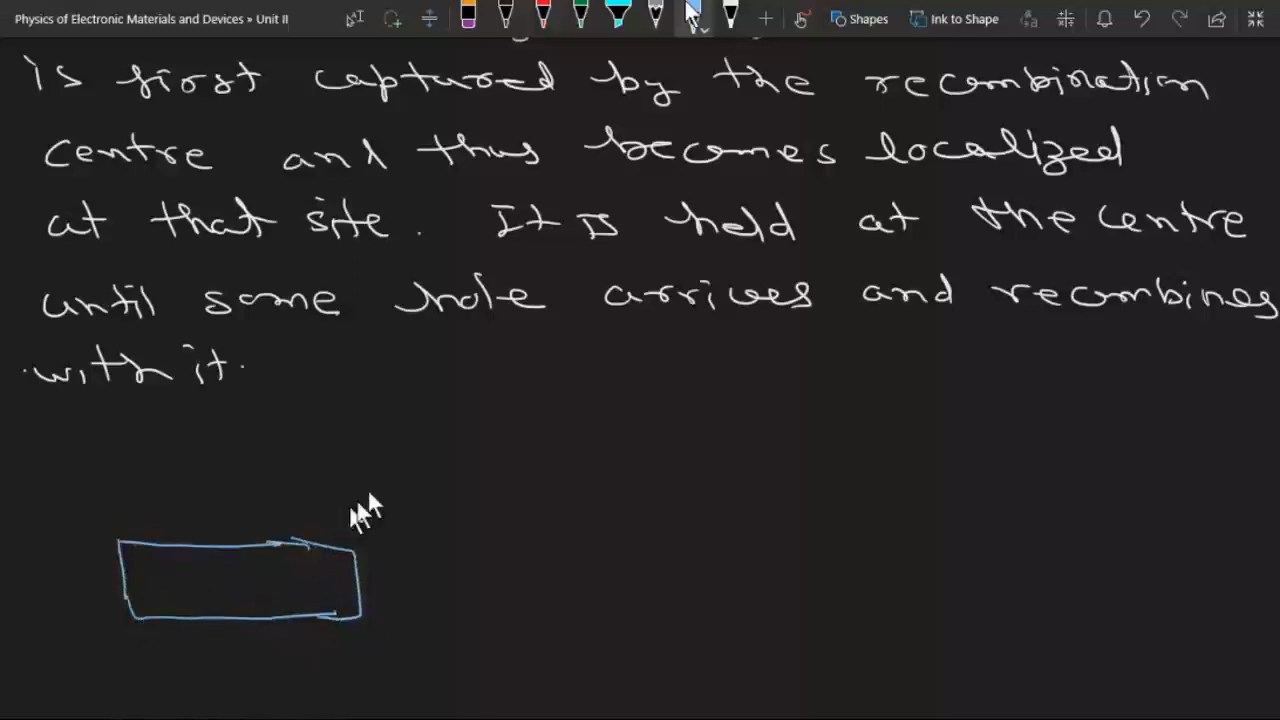 Physics of Electronic Materials and Devices » Unit II
Shapes
Ink to Shape
is first captured by the recombination
centre and thus becomes localized
at that site. It is held at the centre
until some hole arrives and recombines
with it.